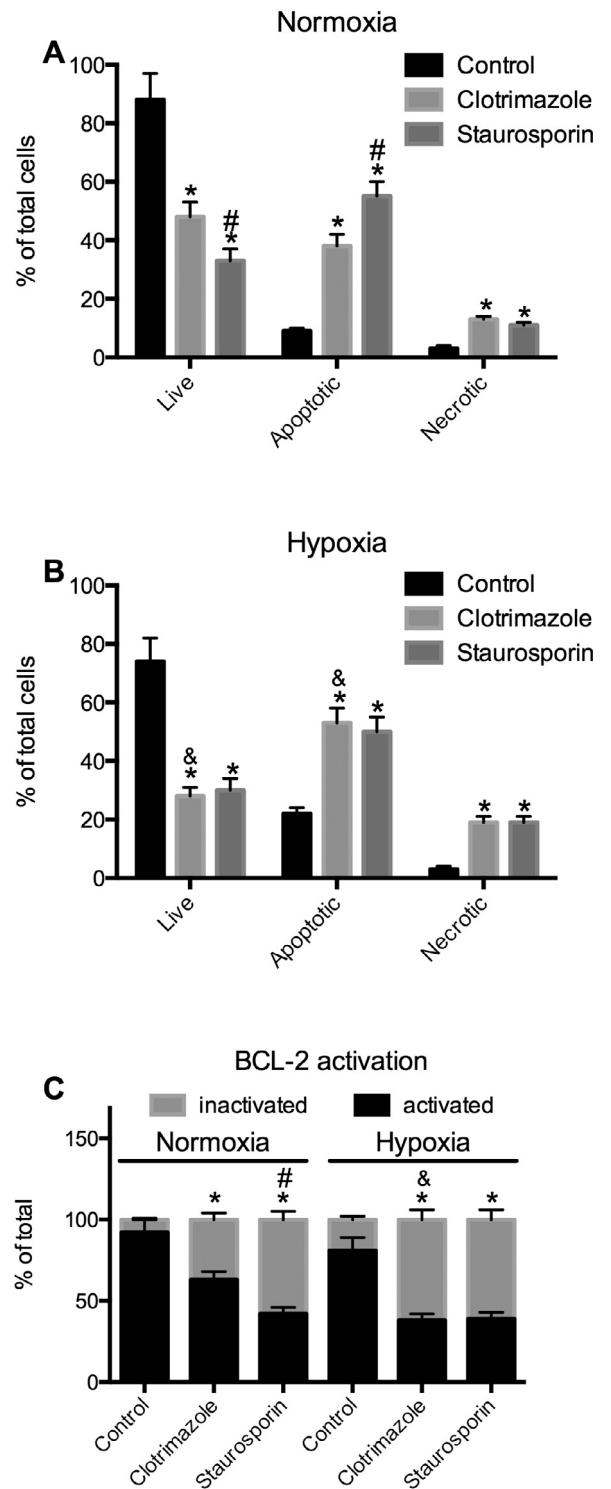 Normoxia
A
Control
Clotrimazole
Staurosporin
% of total cells
100
80
60
40
20
0
*
#
*
*
#
*
*
*
Live
Apoptotic
Necrotic
Hypoxia
B
Control
Clotrimazole
Staurosporin
% of total cells
100
80
60
40
20
0
&
*
*
&
*
*
*
*
Live
Apoptotic
Necrotic
BCL-2 activation
C
inactivated activated
Normoxia Hypoxia
% of total
150
100
50
0
*
#
*
&
*
*
Control
Clotrimazole
Staurosporin
Control
Clotrimazole
Staurosporin